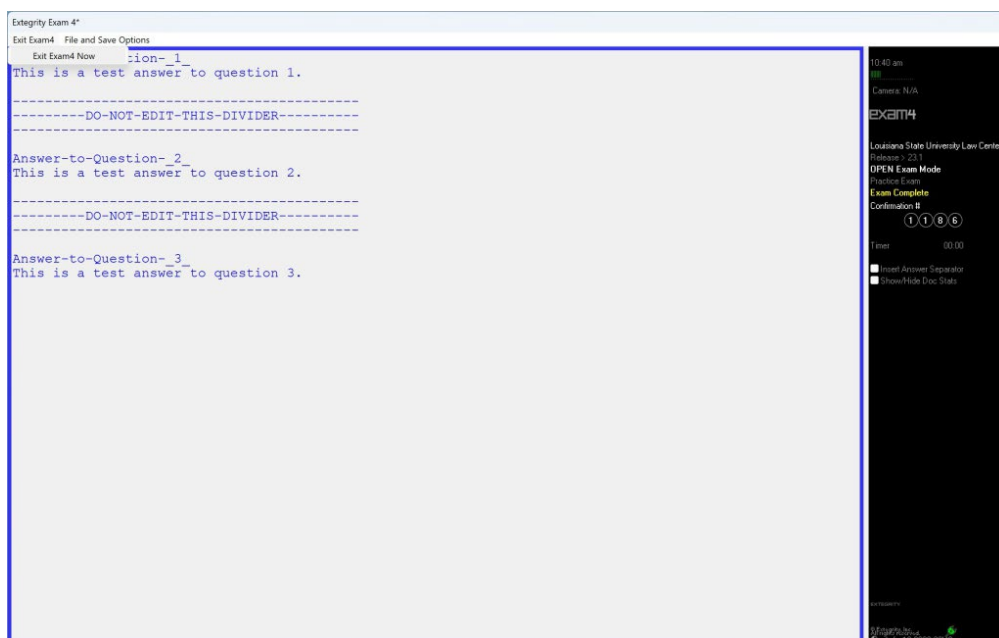 Extegrity Exam 4*
Exit Exam4 File and Save Options
Exit Exam4 Now
tion-_1_
This is a test answer to question 1.
------------------------------------------
---------DO-NOT-EDIT-THIS-DIVIDER----------
------------------------------------------
Answer-to-Question-_2_
This is a test answer to question 2.
------------------------------------------
---------DO-NOT-EDIT-THIS-DIVIDER----------
------------------------------------------
Answer-to-Question-_3_
This is a test answer to question 3.
10:40 am
Camera: N/A
exam4
Louisiana State University Law Cente
Release > 23.1
OPEN Exam Mode
Practice Exam
Exam Complete
Confirmation #
1 1 8 6
Timer 00:00
Insert Answer Separator
Show/Hide Doc Stats
EXTEGRITY